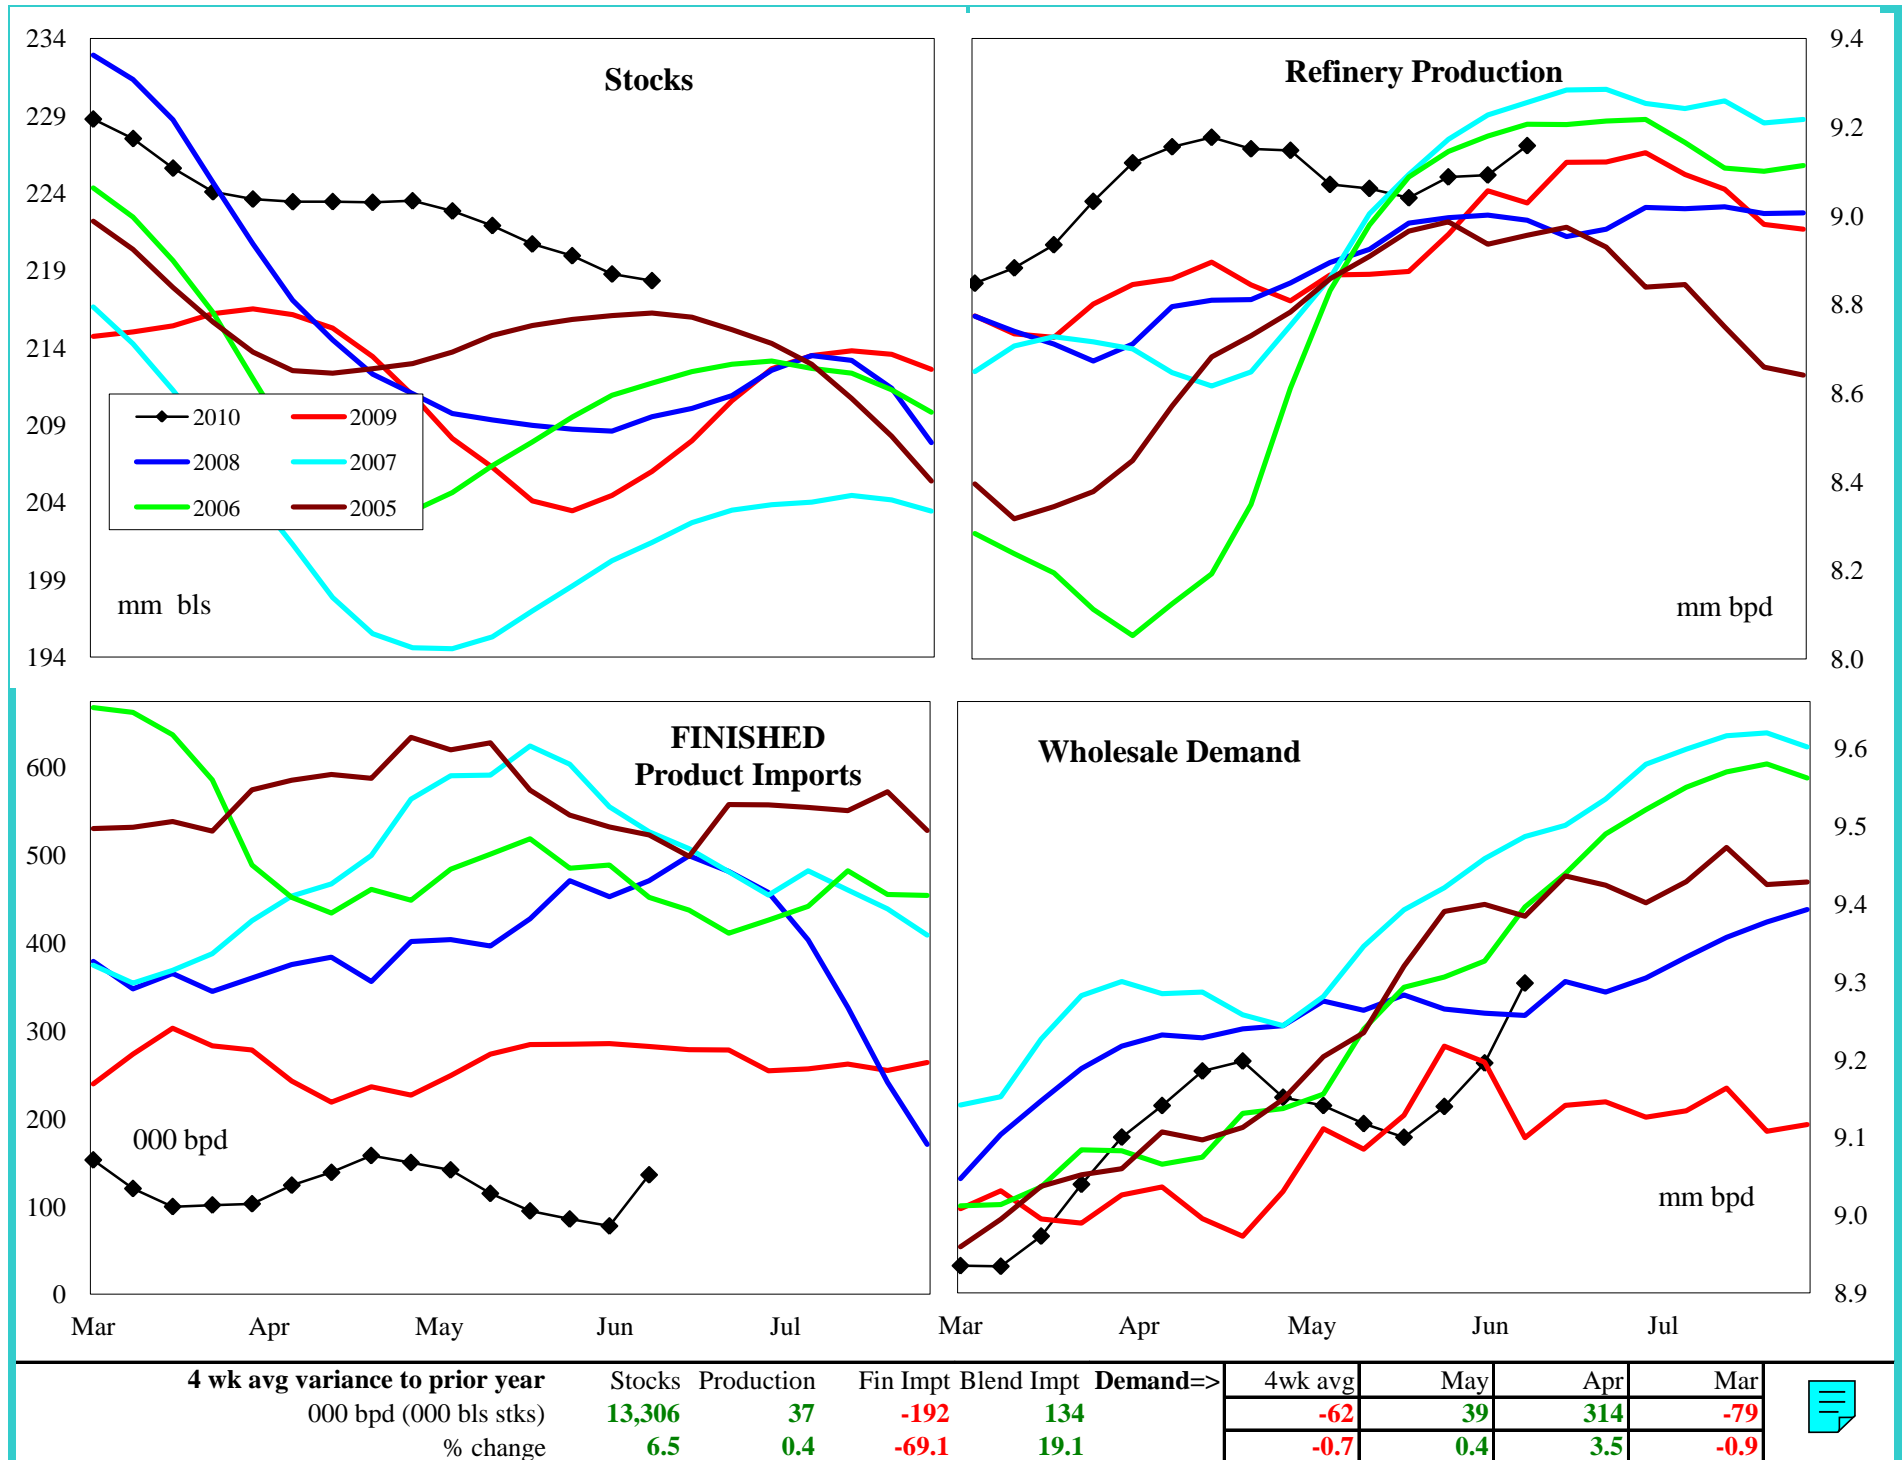 Stocks
234
229
224
219
214
209
204
199
194
2010
2009
2008
2007
2006
2005
mm bls
Refinery Production
9.4
9.2
9.0
8.8
8.6
8.4
8.2
8.0
mm bpd
FINISHED
Product Imports
600
500
400
300
200
100
0
000 bpd
Mar Apr May Jun Jul
Wholesale Demand
9.6
9.5
9.4
9.3
9.2
9.1
9.0
8.9
mm bpd
Mar Apr May Jun Jul
4 wk avg variance to prior year Stocks Production Fin Impt Blend Impt Demand=> 4wk avg May Apr Mar
000 bpd (000 bls stks) 13,306 37 -192 134 -62 39 314 -79
% change 6.5 0.4 -69.1 19.1 -0.7 0.4 3.5 -0.9